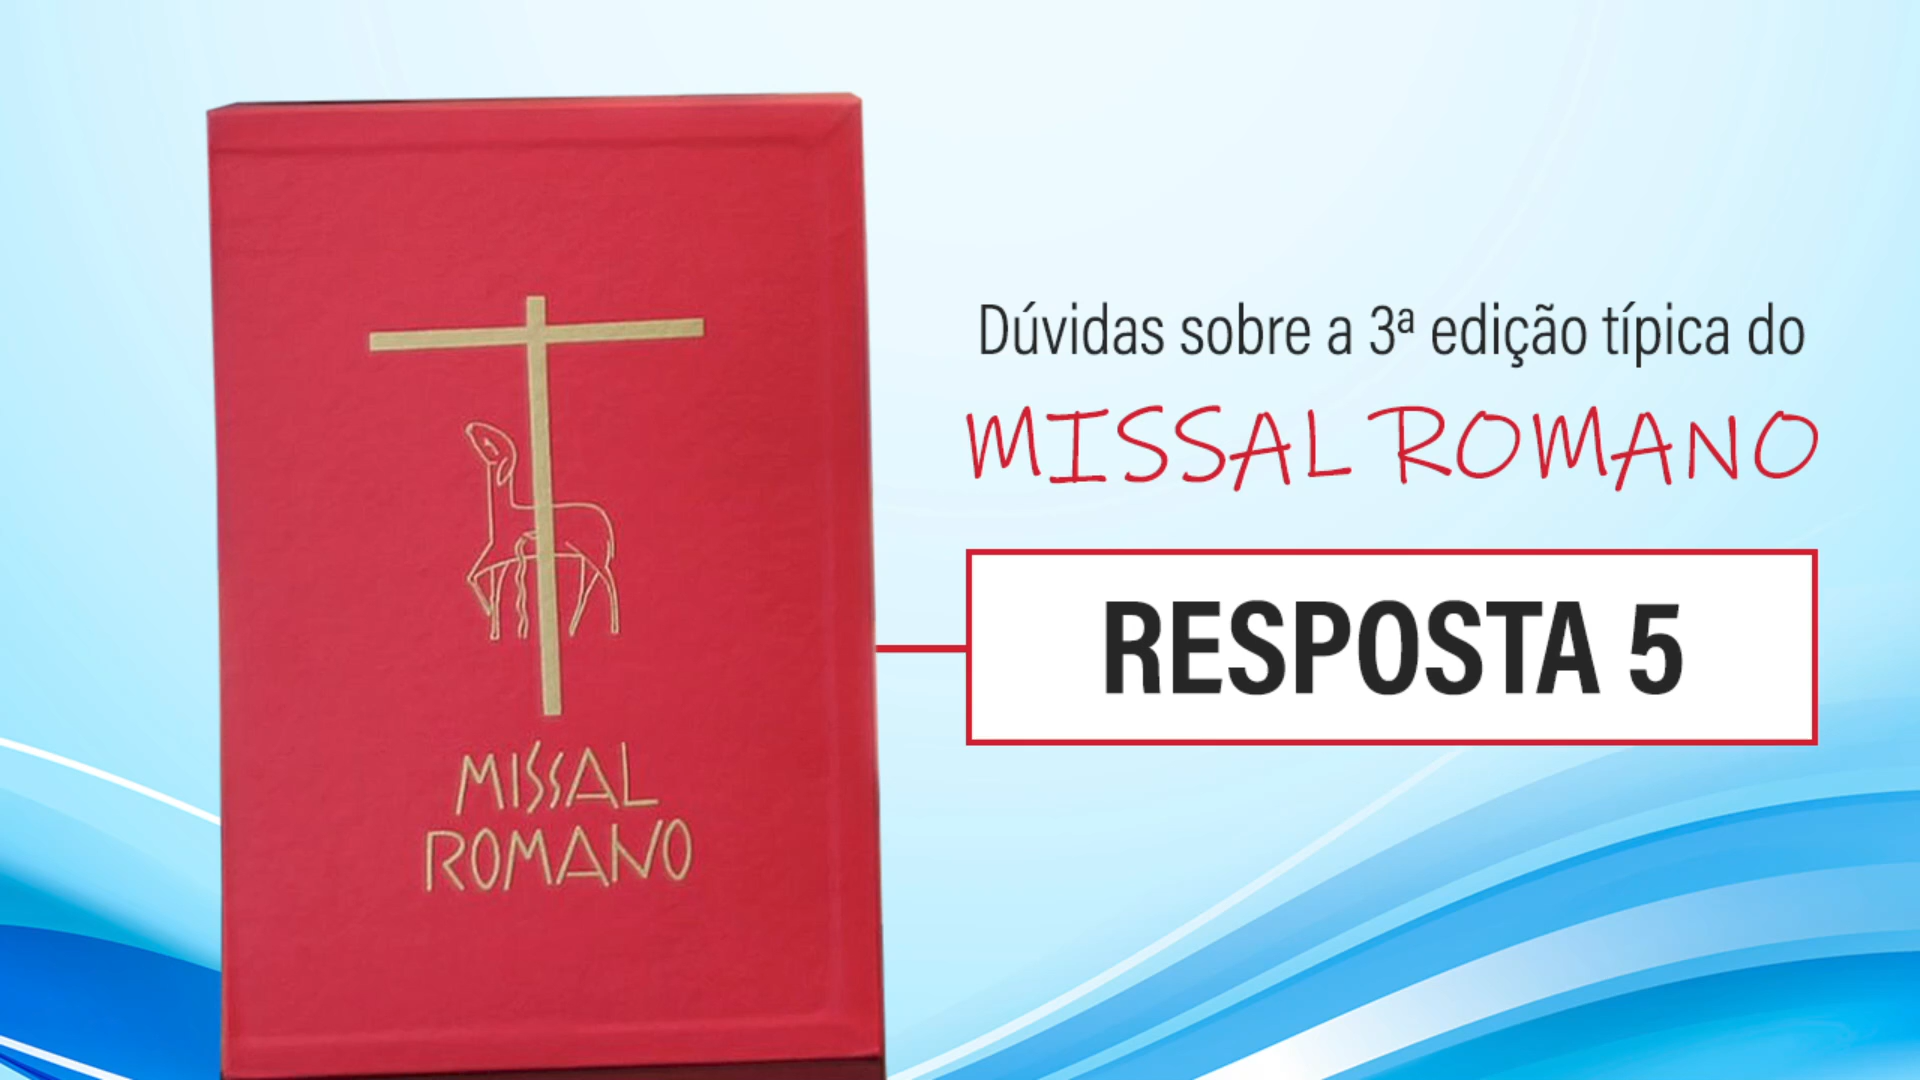 MISSAL
ROMANO
Dúvidas sobre a 3ª edição típica do
MISSAL ROMANO
RESPOSTA 5